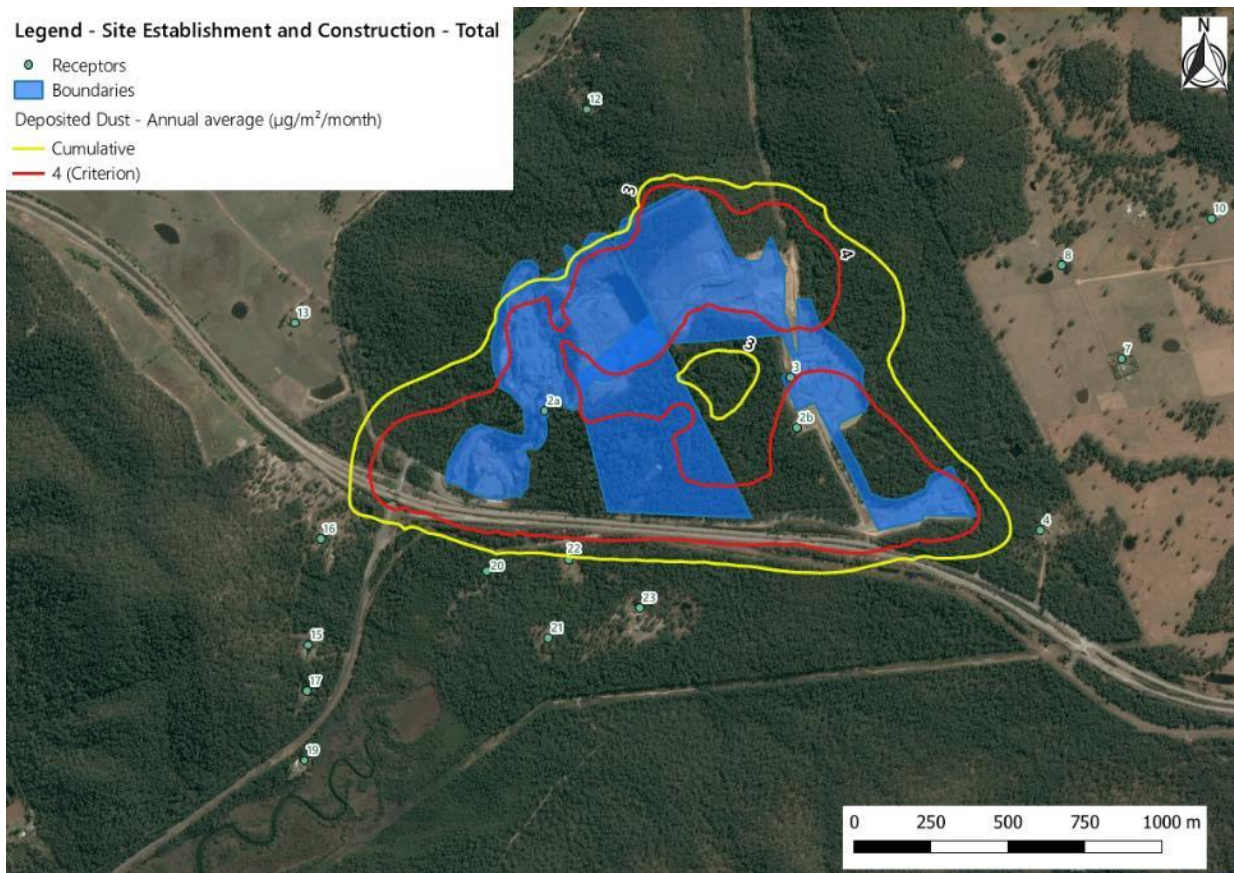 Legend - Site Establishment and Construction - Total
Receptors
Boundaries
Deposited Dust - Annual average (µg/m²/month)
Cumulative
4 (Criterion)
N
12
3
10
4
8
13
3
7
3
2a
2b
4
16
22
20
23
21
15
17
19
0 250 500 750 1000 m